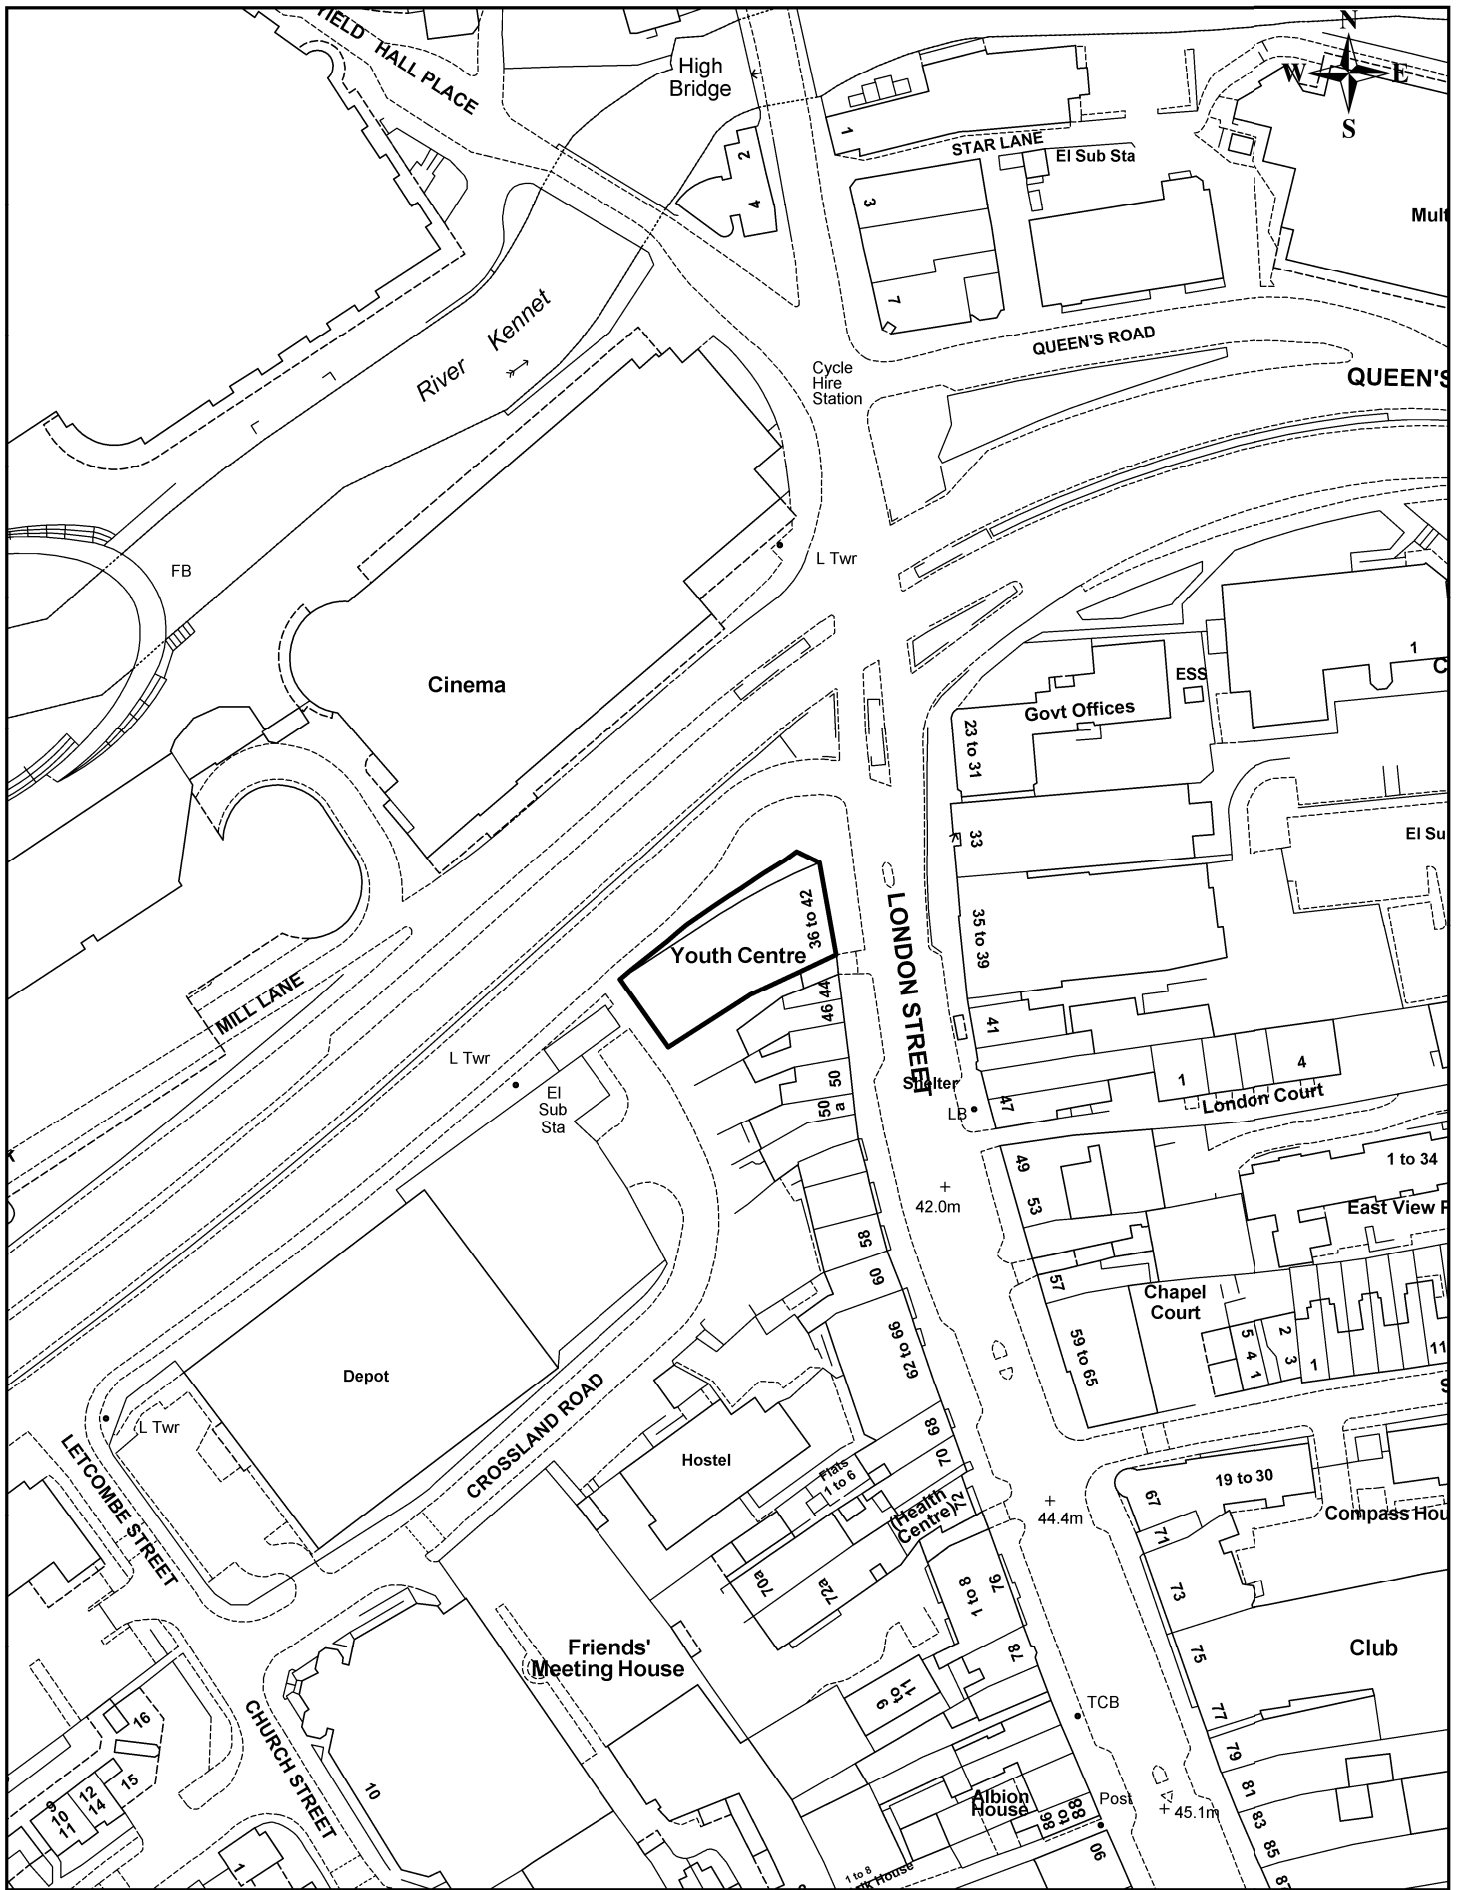 N
W
E
S
YIELD HALL PLACE
High
Bridge
1
STAR LANE
El Sub Sta
2
4
3
7
Mult
River Kennet
QUEEN'S ROAD
Cycle
Hire
Station
QUEEN'S
FB
L Twr
Cinema
1
C
ESS
Govt Offices
23 to 31
33
El Su
36 to 42
Youth Centre
LONDON STREET
35 to 39
44
46
41
MILL LANE
L Twr
El
Sub
Sta
50
50
a
Shelter
LB
47
1
4
London Court
49
53
1 to 34
42.0m
East View
58
60
57
Chapel
Court
62 to 66
59 to 65
5
4
1
2
3
1
11
Depot
CROSSLAND ROAD
L Twr
LETCOMBE STREET
68
70
Hostel
Flats
1 to 6
72
(Health
Centre)
44.4m
67
71
19 to 30
Compass Hou
70a
72a
76
1 to 8
73
75
78
Friends'
Meeting House
Club
TCB
77
79
81
83
85
87
CHURCH STREET
10
16
15
12
14
9
10
11
1
Albion
House
88
to
98
Post
45.1m
90
1 to 8